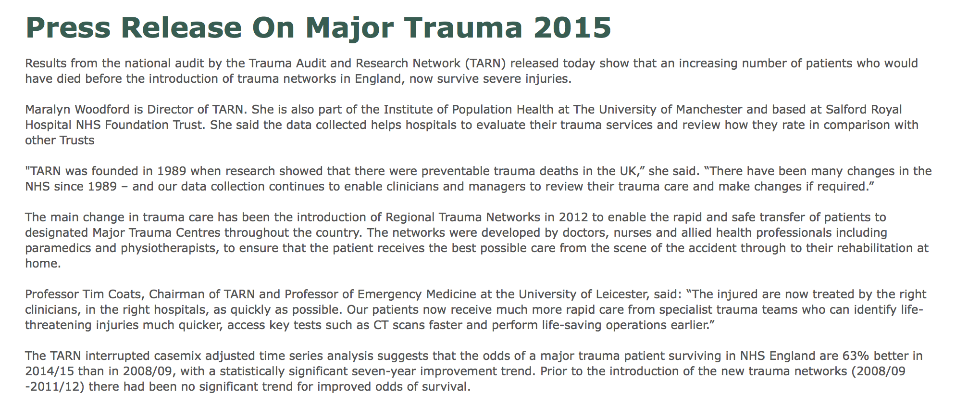 Press Release On Major Trauma 2015
Results from the national audit by the Trauma Audit and Research Network (TARN) released today show that an increasing number of patients who would
have died before the introduction of trauma networks in England, now survive severe injuries.
Maralyn Woodford is Director of TARN. She is also part of the Institute of Population Health at The University of Manchester and based at Salford Royal
Hospital NHS Foundation Trust. She said the data collected helps hospitals to evaluate their trauma services and review how they rate in comparison with
other Trusts
"TARN was founded in 1989 when research showed that there were preventable trauma deaths in the UK,” she said. “There have been many changes in the
NHS since 1989 – and our data collection continues to enable clinicians and managers to review their trauma care and make changes if required.”
The main change in trauma care has been the introduction of Regional Trauma Networks in 2012 to enable the rapid and safe transfer of patients to
designated Major Trauma Centres throughout the country. The networks were developed by doctors, nurses and allied health professionals including
paramedics and physiotherapists, to ensure that the patient receives the best possible care from the scene of the accident through to their rehabilitation at
home.
Professor Tim Coats, Chairman of TARN and Professor of Emergency Medicine at the University of Leicester, said: “The injured are now treated by the right
clinicians, in the right hospitals, as quickly as possible. Our patients now receive much more rapid care from specialist trauma teams who can identify life-
threatening injuries much quicker, access key tests such as CT scans faster and perform life-saving operations earlier.”
The TARN interrupted casemix adjusted time series analysis suggests that the odds of a major trauma patient surviving in NHS England are 63% better in
2014/15 than in 2008/09, with a statistically significant seven-year improvement trend. Prior to the introduction of the new trauma networks (2008/09
-2011/12) there had been no significant trend for improved odds of survival.